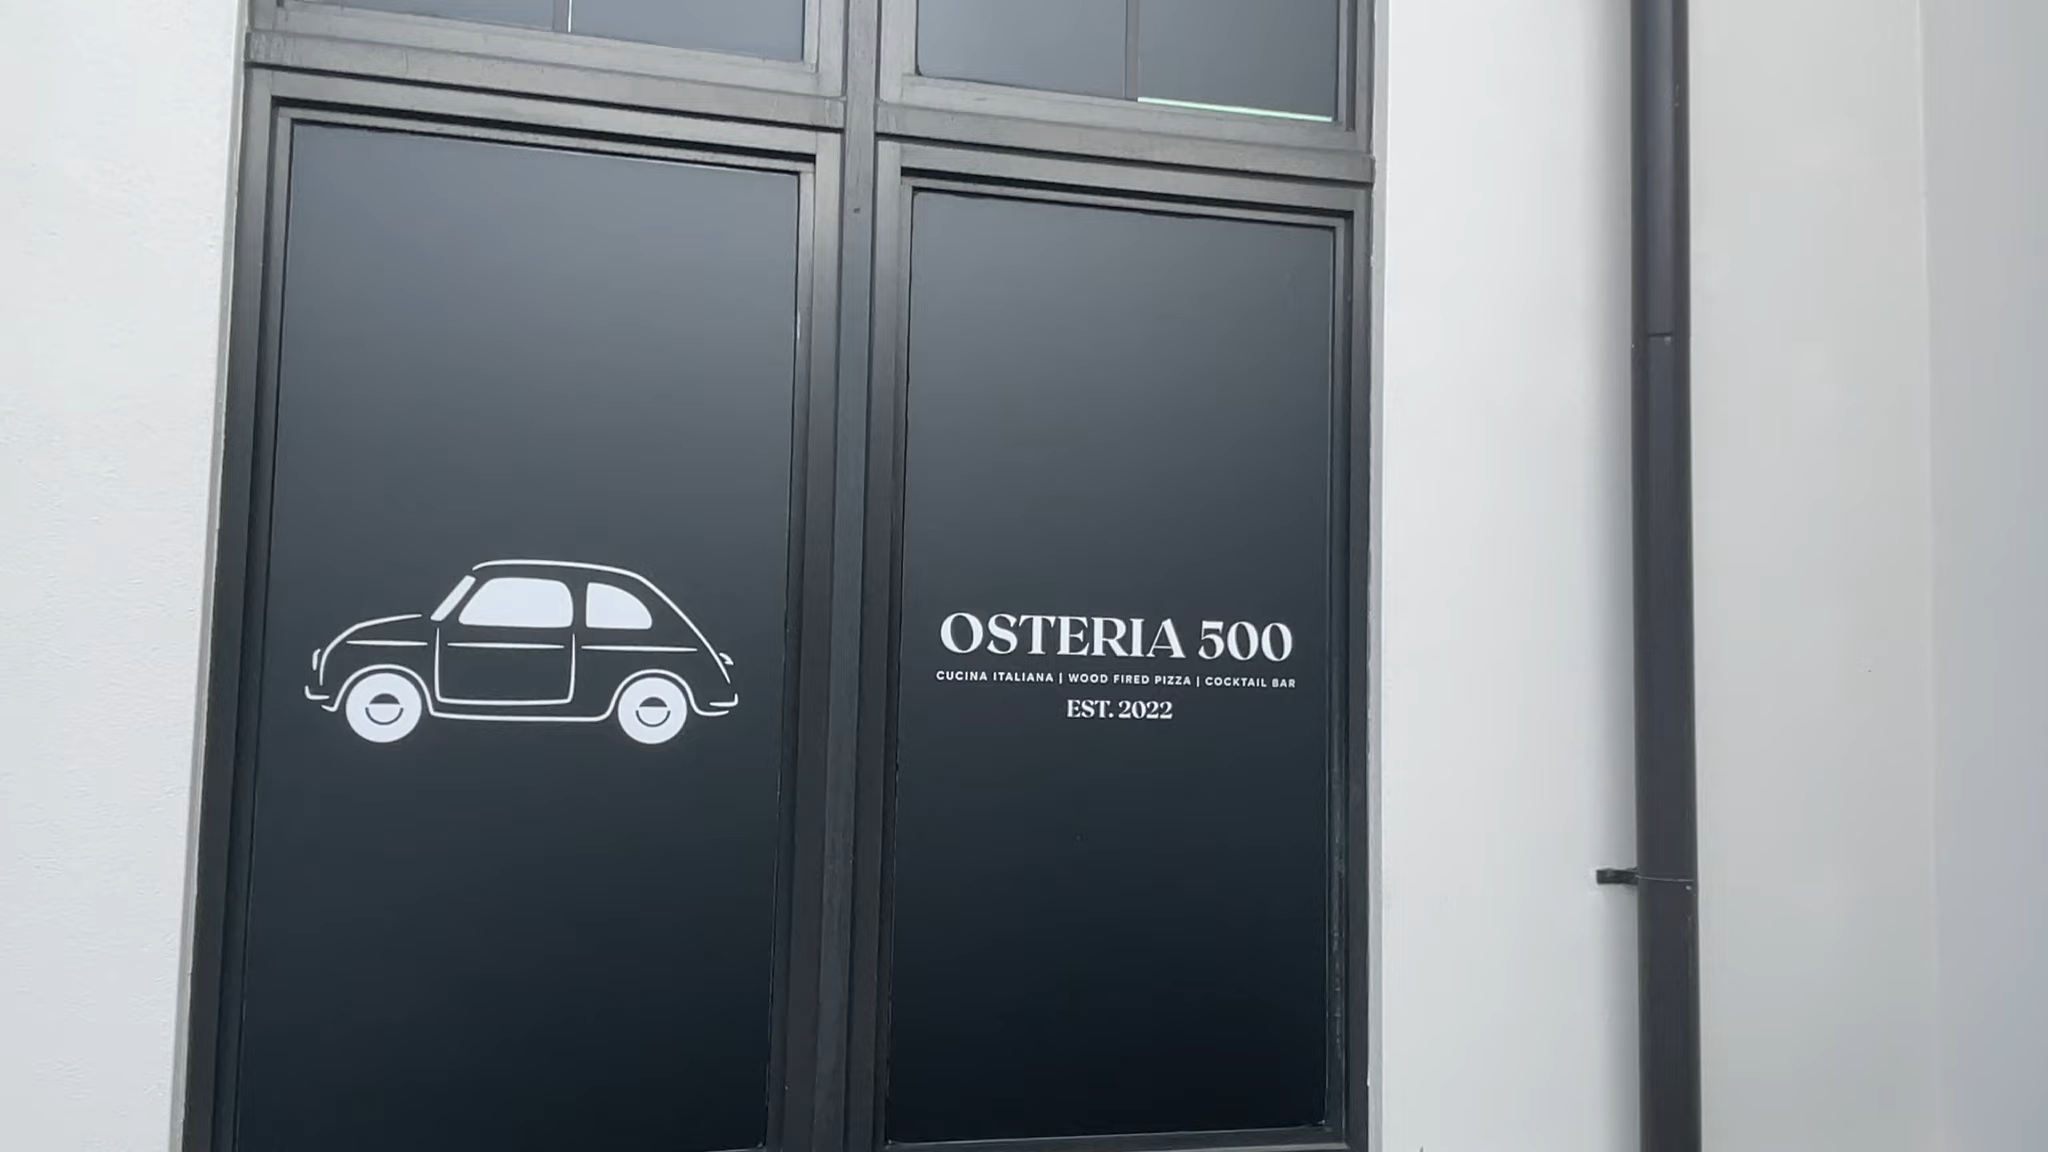 OSTERIA 500
CUCINA ITALIANA | WOOD FIRED PIZZA | COCKTAIL BAR
EST. 2022